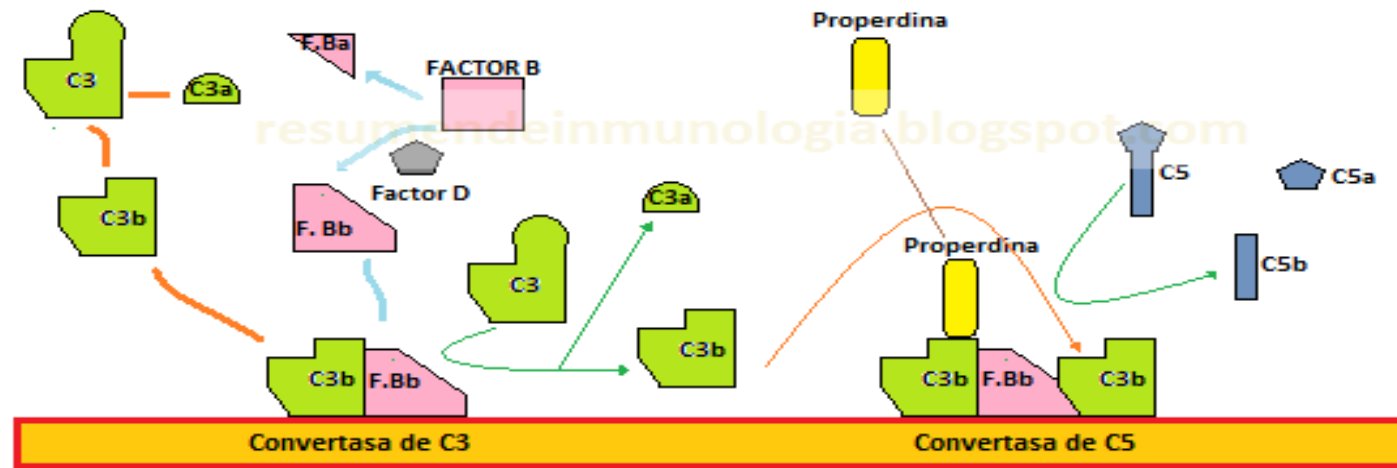 Properdina
F.Ba
C3
FACTOR B
C3a
resumendeinmunologia.blogspot.com
C5
C5a
Factor D
C3a
C3b
F. Bb
Properdina
C5b
C3
C3b
C3b
F.Bb
C3b
F.Bb
C3b
Convertasa de C3
Convertasa de C5